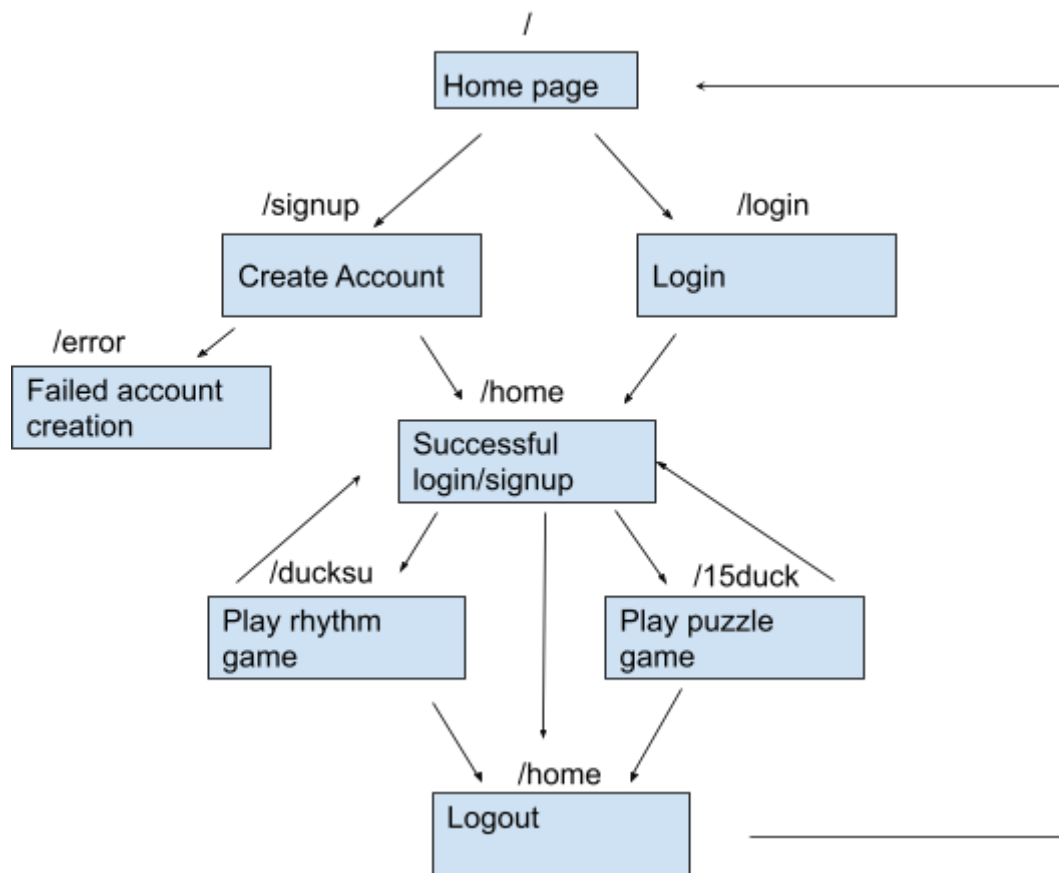 /
Home page
/signup
/login
Create Account
Login
/error
Failed account
creation
/home
Successful
login/signup
/ducksu
/15duck
Play rhythm
game
Play puzzle
game
/home
Logout